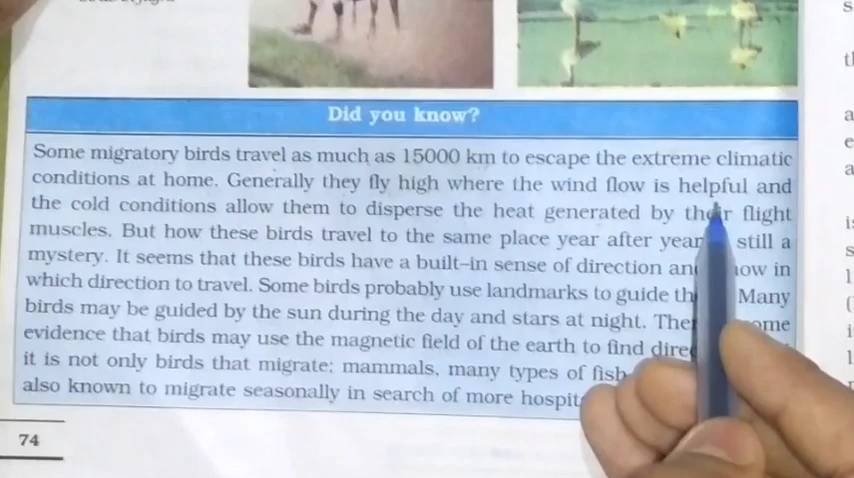 Did you know?
Some migratory birds travel as much as 15000 km to escape the extreme climatic
conditions at home. Generally they fly high where the wind flow is helpful and
the cold conditions allow them to disperse the heat generated by their flight
muscles. But how these birds travel to the same place year after year still a
mystery. It seems that these birds have a built-in sense of direction and in
which direction to travel. Some birds probably use landmarks to guide Many
birds may be guided by the sun during the day and stars at night.
evidence that birds may use the magnetic field of the earth to find
it is not only birds that migrate; mammals, many types of fish
also known to migrate seasonally in search of more
74